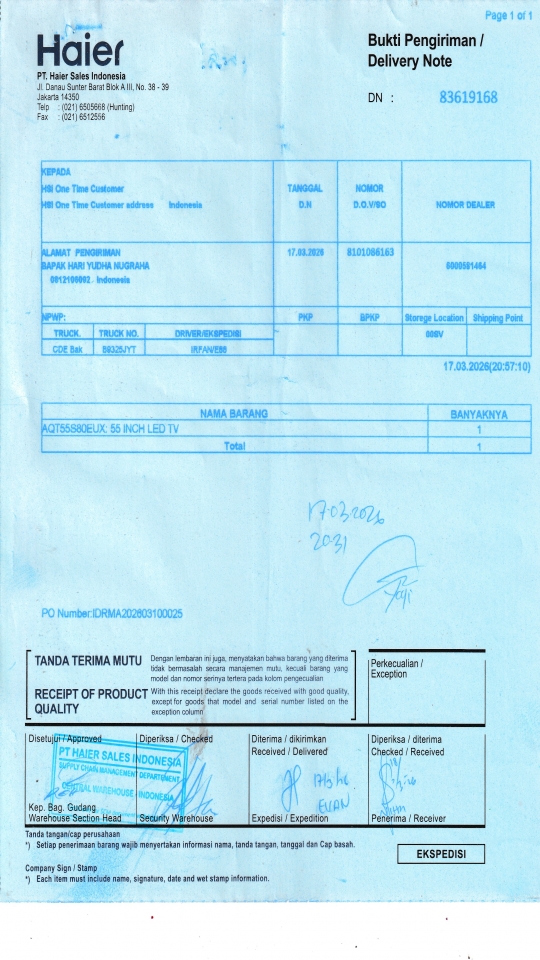 Page 1 of 1
Haier
Bukti Pengiriman /
Delivery Note
PT. Haier Sales Indonesia
Jl. Danau Sunter Barat Blok A III, No. 38 - 39
Jakarta 14350
Telp : (021) 6505668 (Hunting)
Fax : (021) 6512556
DN : 83619168
KEPADA
HSI One Time Customer
HSI One Time Customer address Indonesia
TANGGAL
D.N
NOMOR
D.O.V/SO
NOMOR DEALER
ALAMAT PENGIRIMAN
BAPAK HARI YUDHA NUGRAHA
Indonesia
17.03.2026
8101086163
NPWP:
PKP
BPKP
Storege Location
Shipping Point
TRUCK.
TRUCK NO.
DRIVER/EKSPEDISI
CDE Bak
B9325JYT
17.03.2026(20:57:10)
NAMA BARANG
BANYAKNYA
AQT55S80EUX: 55 INCH LED TV
1
Total
1
17.03.2026
20.31
PO Number:IDRMA202603100025
TANDA TERIMA MUTU
Dengan lembaran ini juga, menyatakan bahwa barang yang diterima
tidak bermasalah secara manajemen mutu, kecuali barang yang
model dan nomor serinya tertera pada kolom pengecualian
RECEIPT OF PRODUCT
QUALITY
With this receipt declare the goods received with good quality,
except for goods that model and serial number listed on the
exception column
Perkecualian /
Exception
Disetujui / Approved
Diperiksa / Checked
Diterima / dikirimkan
Received / Delivered
Diperiksa / diterima
Checked / Received
PT HAIER SALES INDONESIA
SUPPLY CHAIN MANAGEMENT DEPARTMENT
CENTRAL WAREHOUSE - INDONESIA
EVAN
Kep. Bag. Gudang
Warehouse Section Head
Security Warehouse
Expedisi / Expedition
Penerima / Receiver
Tanda tangan/cap perusahaan
*) Setiap penerimaan barang wajib menyertakan informasi nama, tanda tangan, tanggal dan Cap basah.
EKSPEDISI
Company Sign / Stamp
*) Each item must include name, signature, date and wet stamp information.